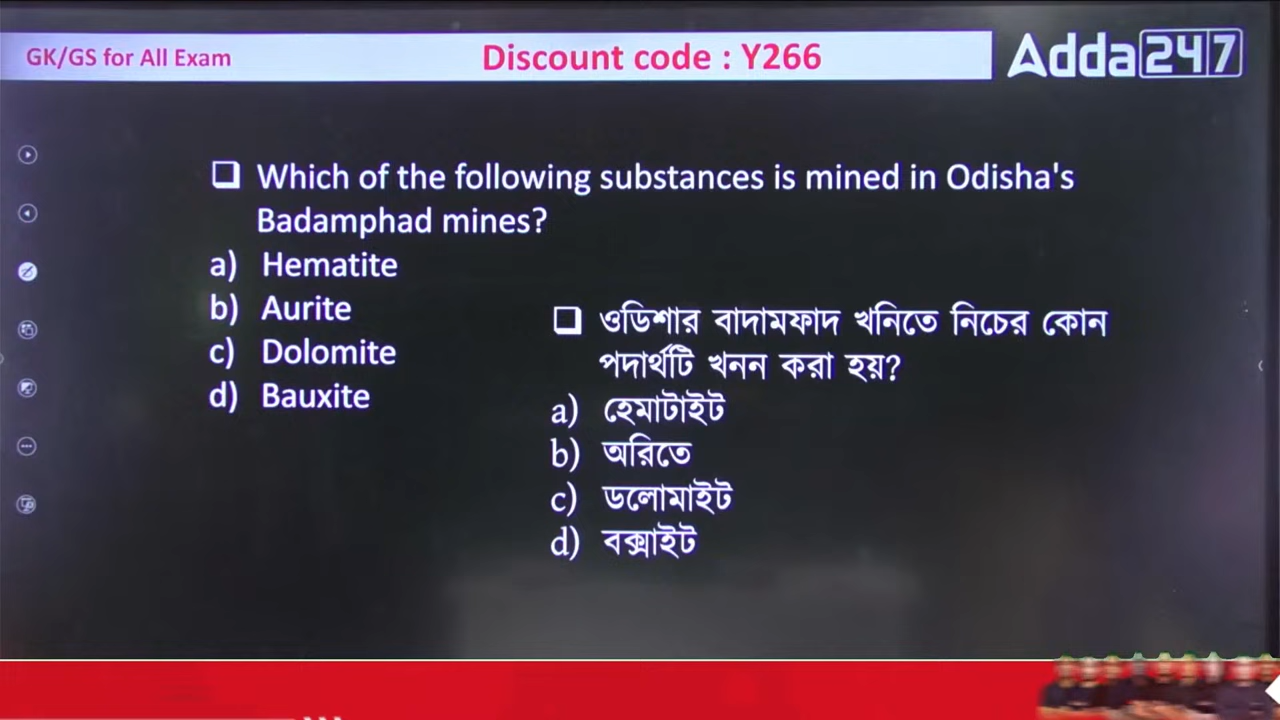 GK/GS for All Exam
Discount code : Y266
Adda247
Which of the following substances is mined in Odisha's
Badamphad mines?
a) Hematite
b) Aurite
c) Dolomite
d) Bauxite
ওডিশার বাদামফাদ খনিতে নিচের কোন
পদার্থটি খনন করা হয়?
a) হেমাটাইট
b) অরিতে
c) ডলোমাইট
d) বক্সাইট